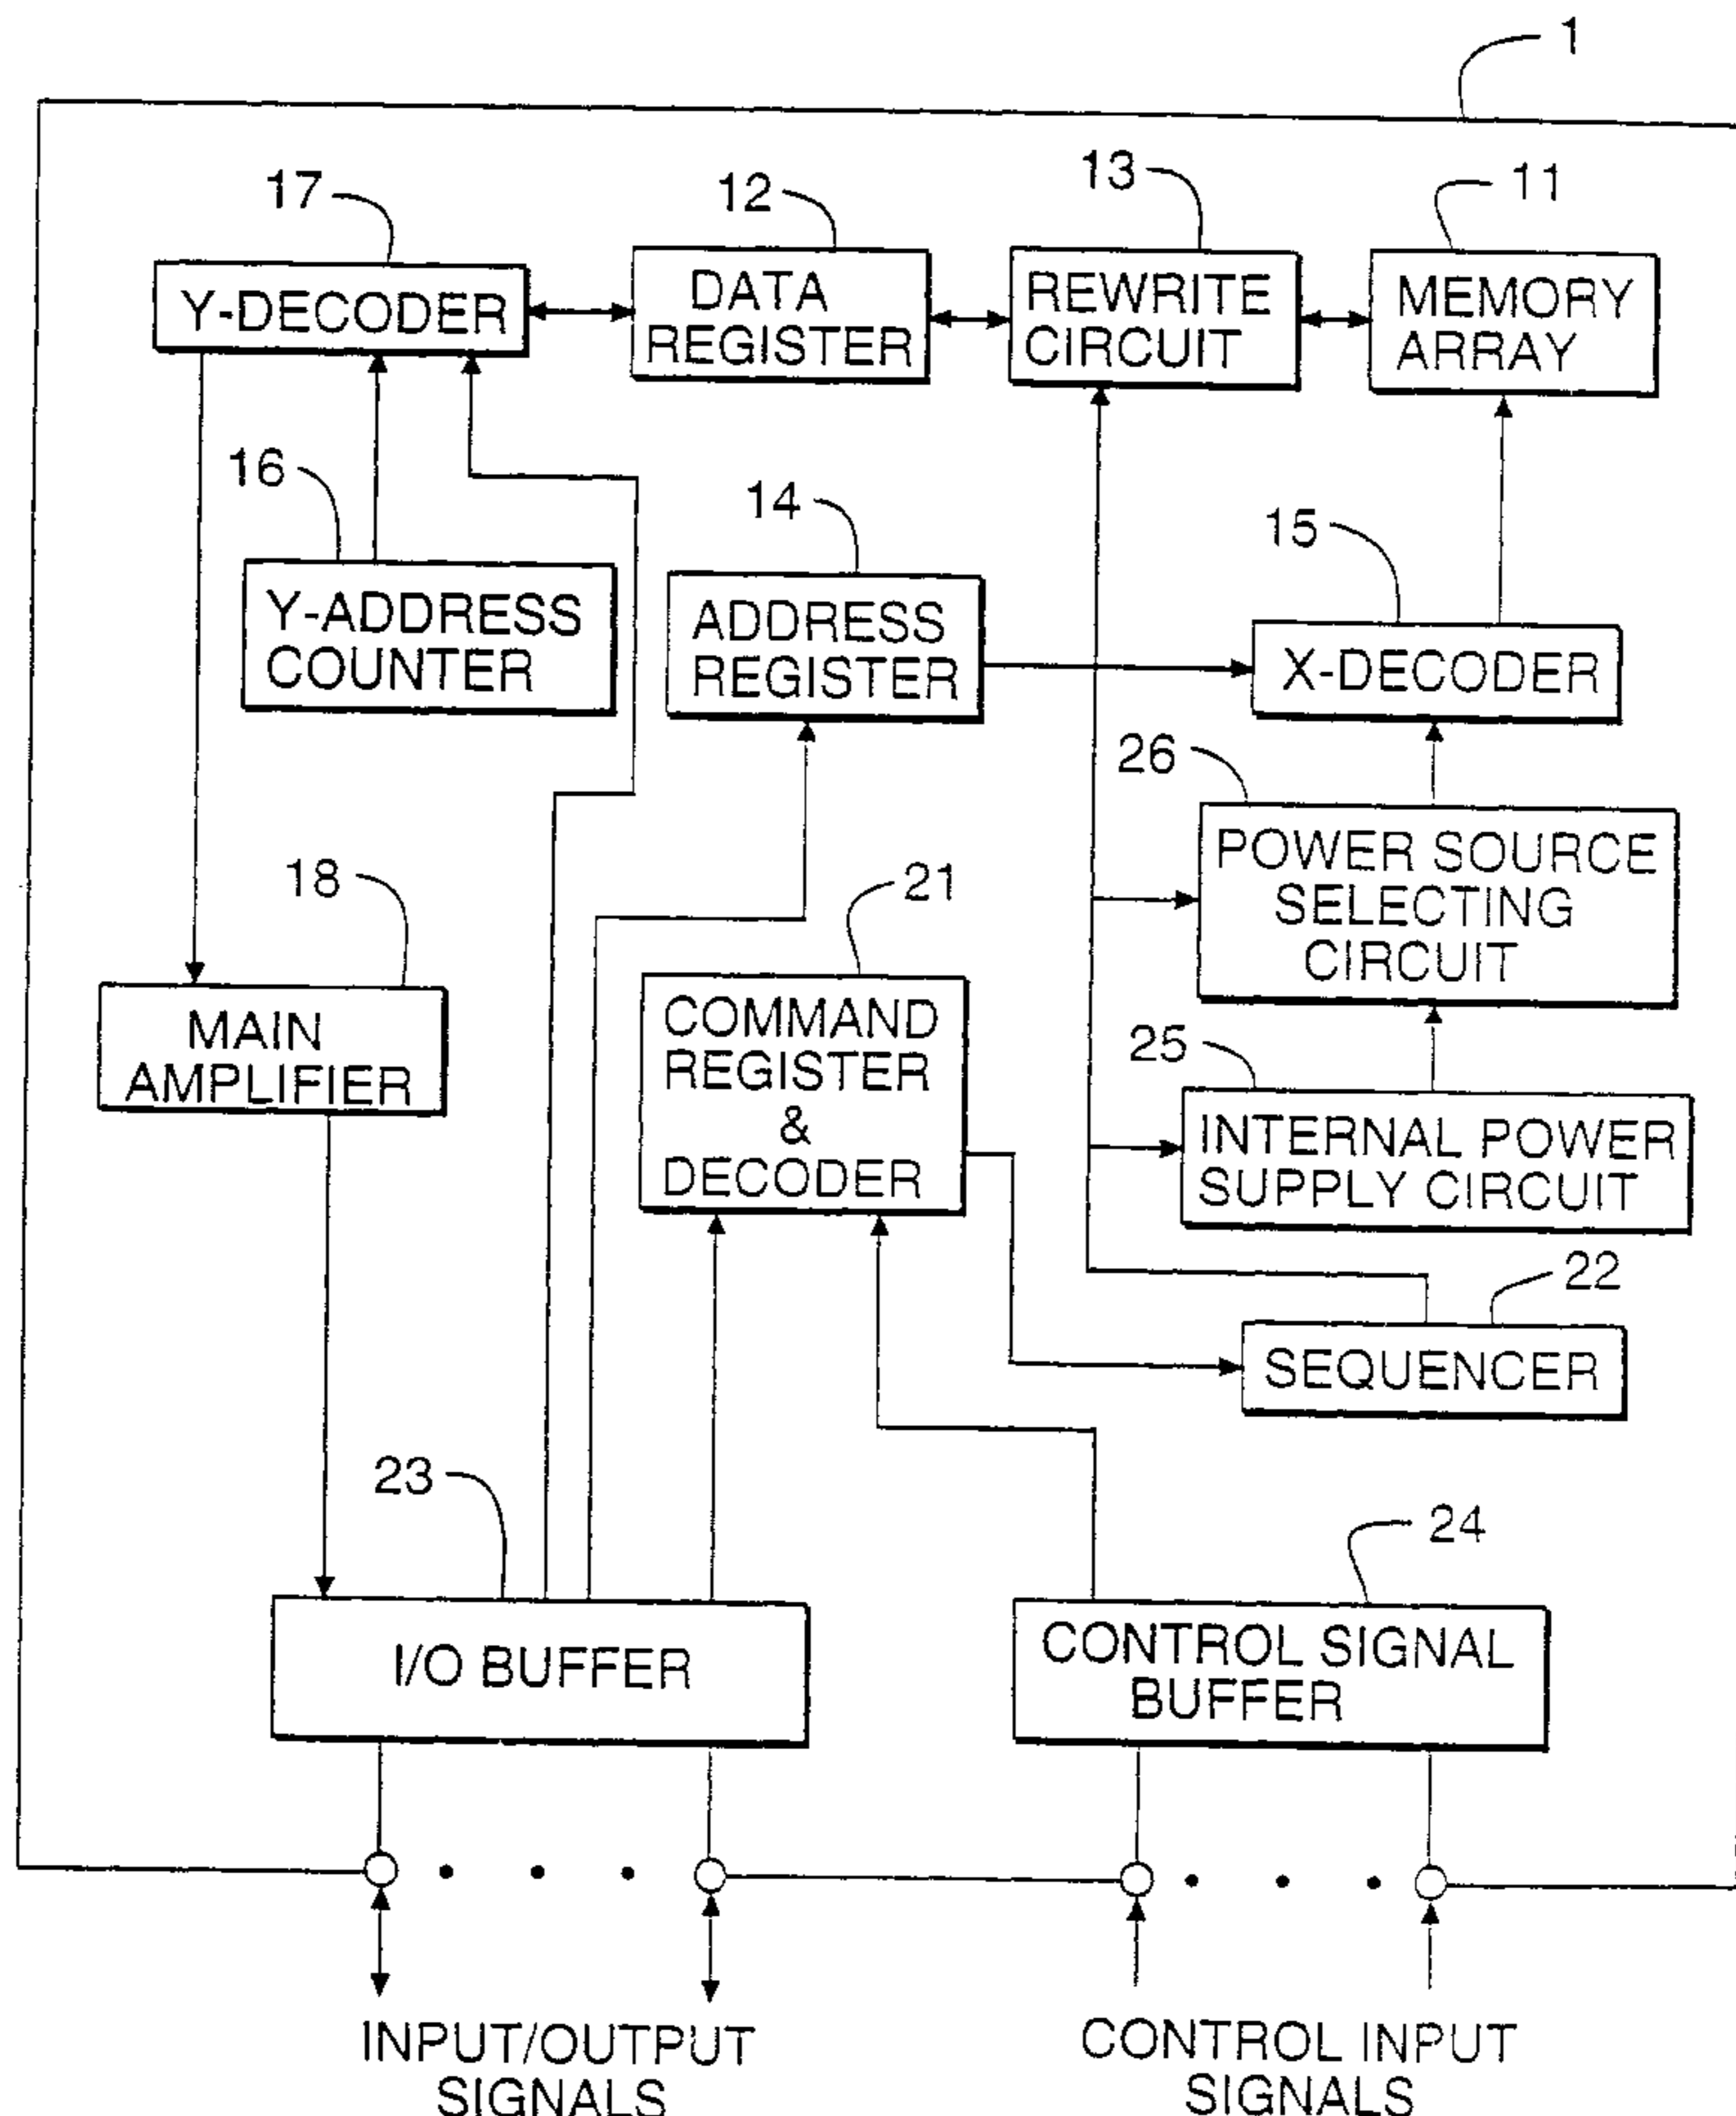 1
17
12
13
11
Y-DECODER
DATA
REGISTER
REWRITE
CIRCUIT
MEMORY
ARRAY
16
14
15
Y-ADDRESS
COUNTER
ADDRESS
REGISTER
X-DECODER
26
POWER SOURCE
SELECTING
CIRCUIT
18
21
MAIN
AMPLIFIER
COMMAND
REGISTER
&
DECODER
25
INTERNAL POWER
SUPPLY CIRCUIT
22
SEQUENCER
23
24
I/O BUFFER
CONTROL SIGNAL
BUFFER
INPUT/OUTPUT
SIGNALS
CONTROL INPUT
SIGNALS